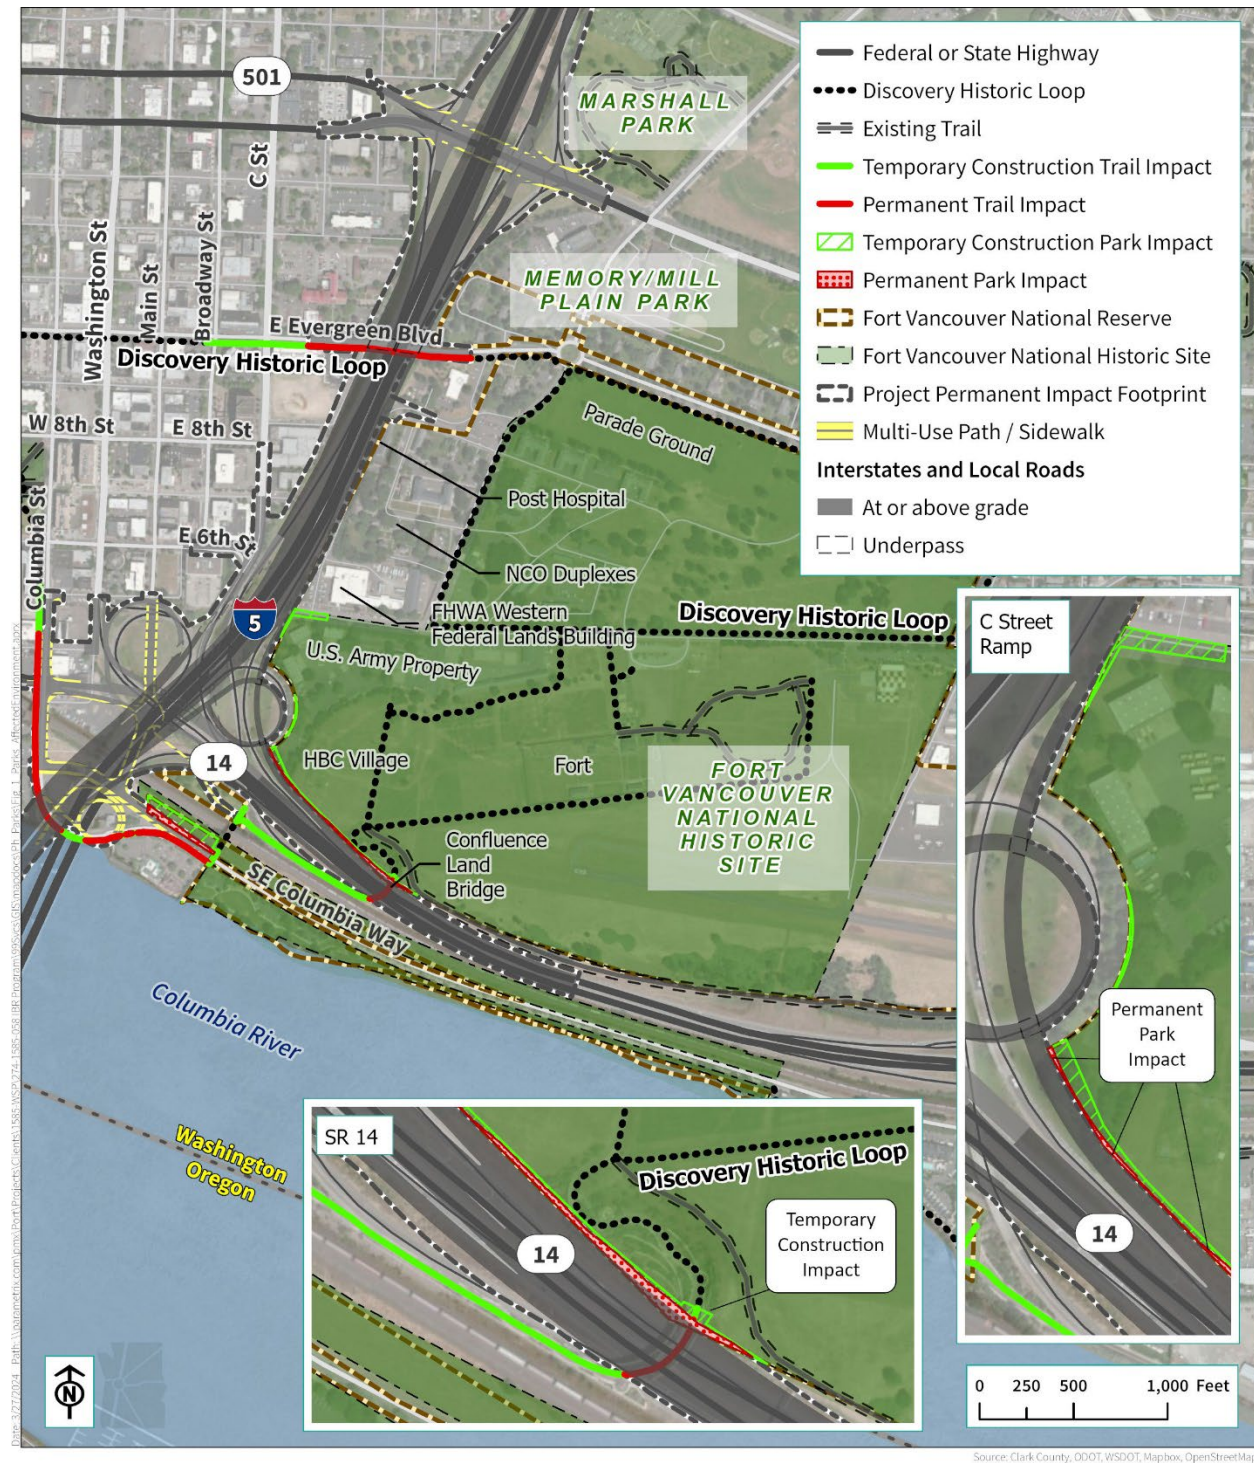 501
C St
Washington St
Main St
Broadway St
MARSHALL
PARK
MEMORY/MILL
PLAIN PARK
E Evergreen Blvd
Discovery Historic Loop
W 8th St
E 8th St
Parade Ground
Post Hospital
E 6th St
Columbia St
NCO Duplexes
5
FHWA Western
Federal Lands Building
Discovery Historic Loop
U.S. Army Property
14
HBC Village
Fort
FORT
VANCOUVER
NATIONAL
HISTORIC
SITE
Confluence
Land
Bridge
SE Columbia Way
Columbia River
Washington
Oregon
Federal or State Highway
Discovery Historic Loop
Existing Trail
Temporary Construction Trail Impact
Permanent Trail Impact
Temporary Construction Park Impact
Permanent Park Impact
Fort Vancouver National Reserve
Fort Vancouver National Historic Site
Project Permanent Impact Footprint
Multi-Use Path / Sidewalk
Interstates and Local Roads
At or above grade
Underpass
C Street
Ramp
Permanent
Park
Impact
14
SR 14
Discovery Historic Loop
14
Temporary
Construction
Impact
N
0 250 500 1,000 Feet
Source: Clark County, ODOT, WSDOT, Mapbox, OpenStreetMap
Date: 3/27/2024